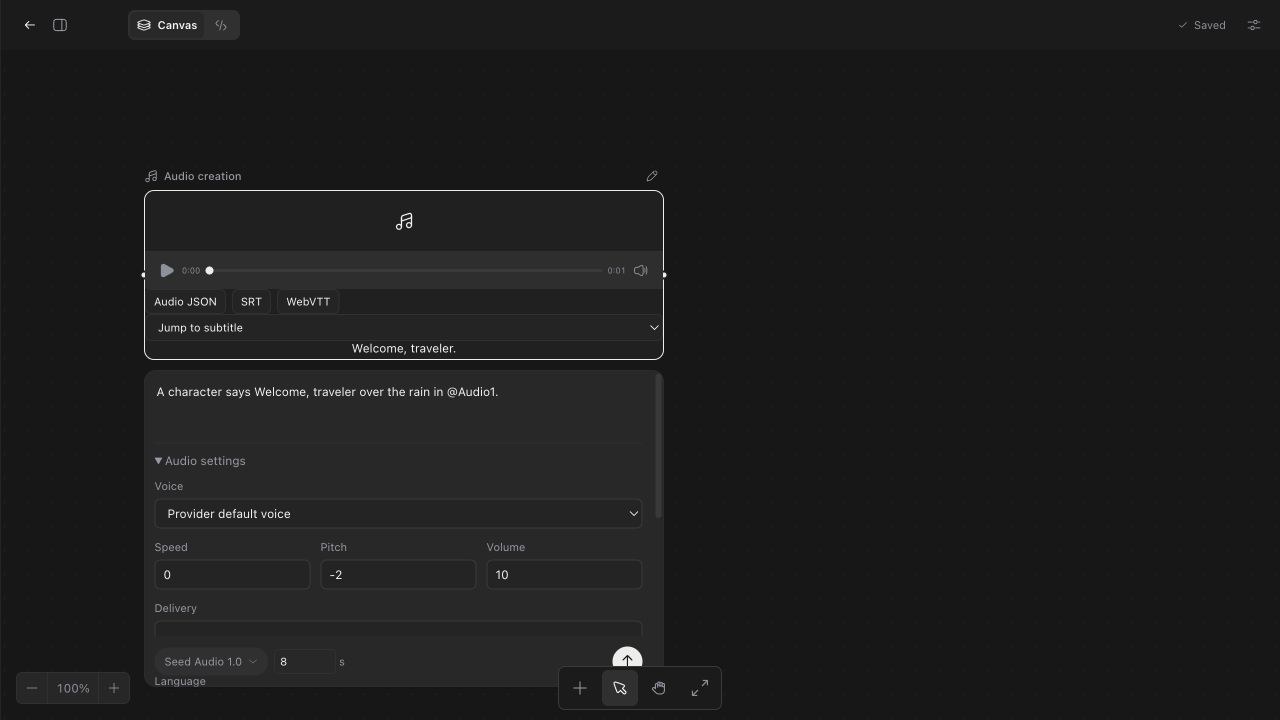 Canvas
Saved
Audio creation
0:00
0:01
Audio JSON
SRT
WebVTT
Jump to subtitle
Welcome, traveler.
A character says Welcome, traveler over the rain in @Audio1.
Audio settings
Voice
Provider default voice
Speed
Pitch
Volume
0
-2
10
Delivery
Seed Audio 1.0
8
s
Language
100%